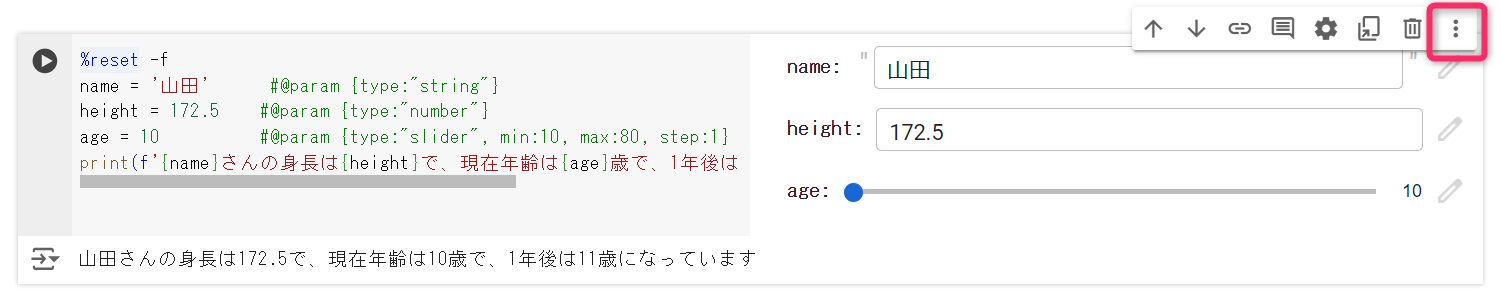 %reset -f
name = '山田' #@param {type:"string"}
height = 172.5 #@param {type:"number"}
age = 10 #@param {type:"slider", min:10, max:80, step:1}
print(f'{name}さんの身長は{height}で、現在年齢は{age}歳で、1年後は
name: "山田"
height: 172.5
age: 10
山田さんの身長は172.5で、現在年齢は10歳で、1年後は11歳になっています